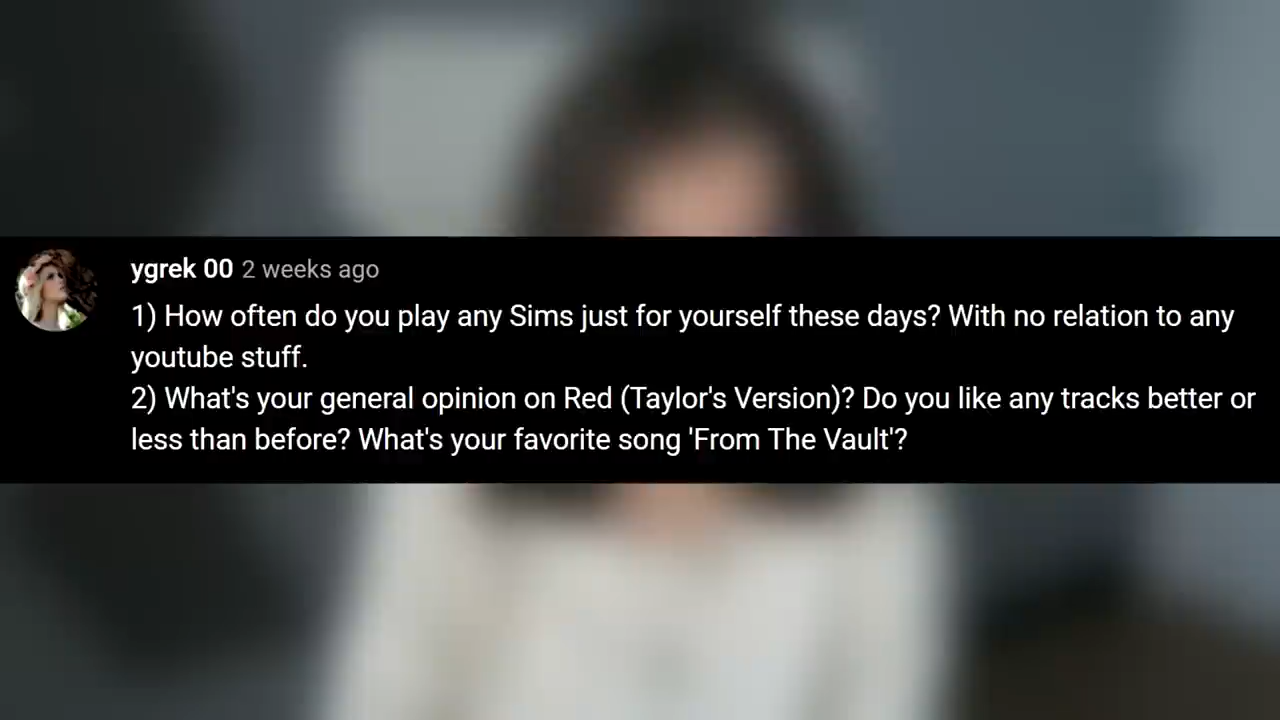 ygrek 00 2 weeks ago
1) How often do you play any Sims just for yourself these days? With no relation to any
youtube stuff.
2) What's your general opinion on Red (Taylor's Version)? Do you like any tracks better or
less than before? What's your favorite song 'From The Vault'?